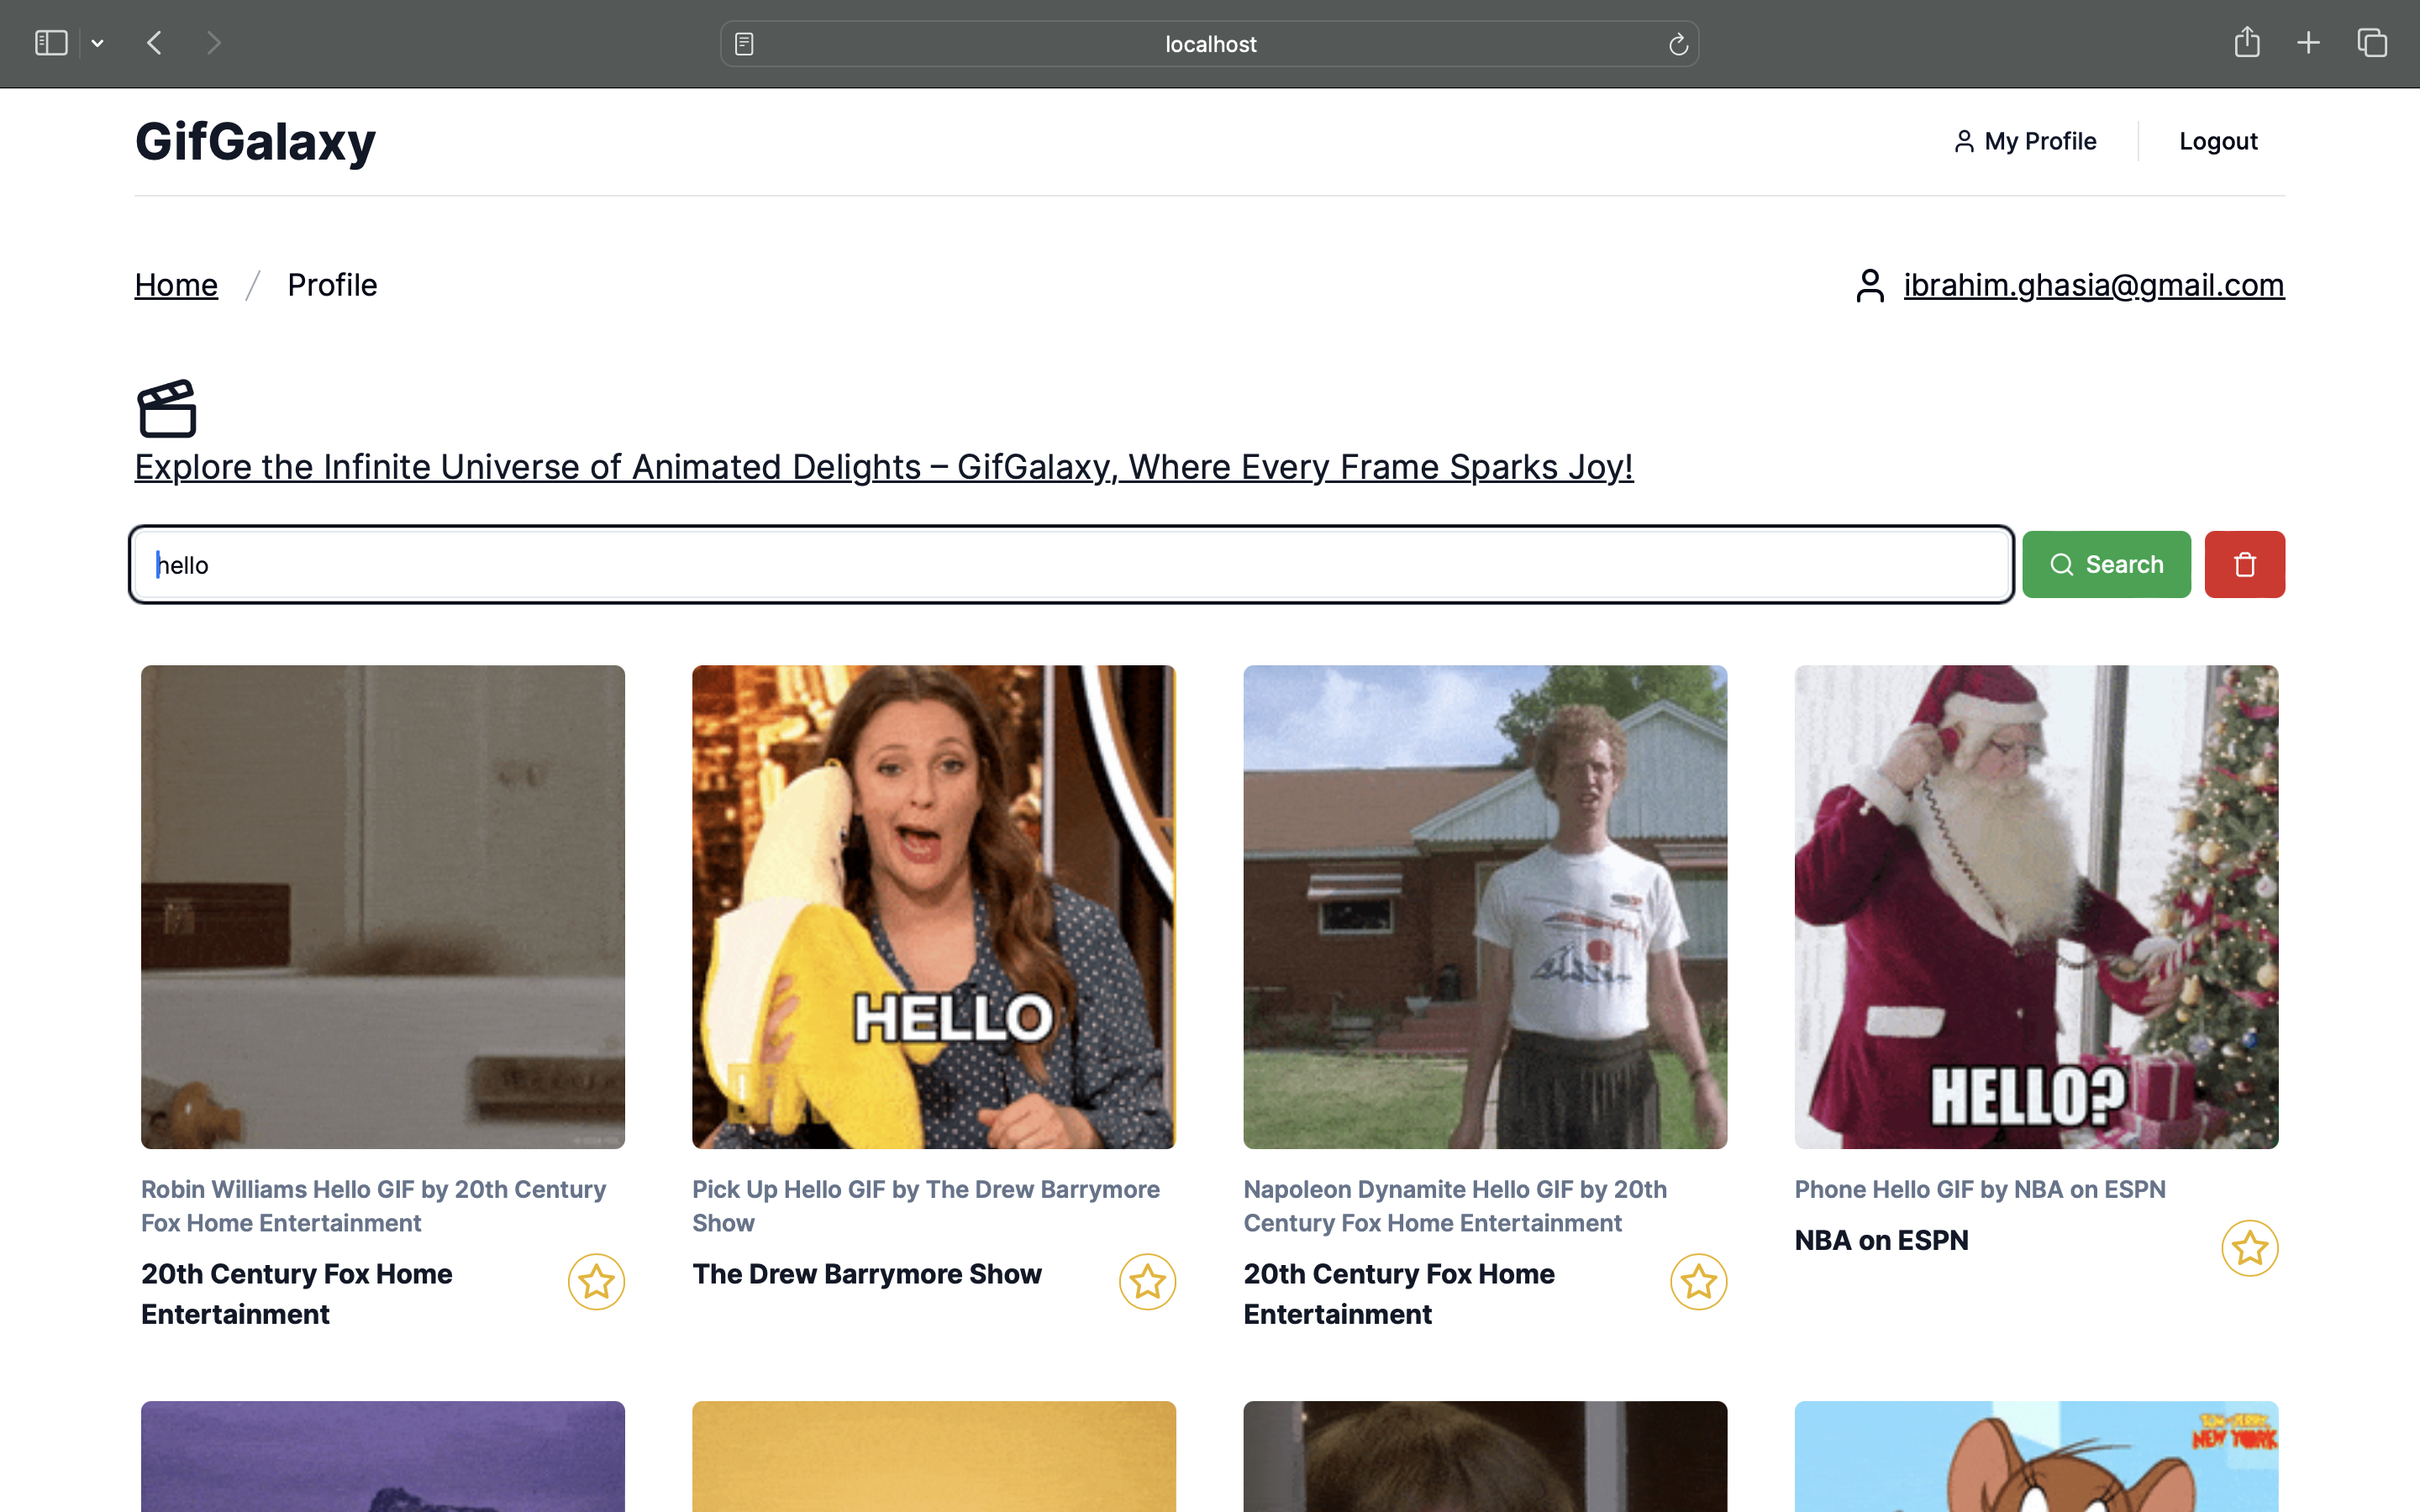 localhost
GifGalaxy
My Profile
Logout
Home / Profile
ibrahim.ghasia@gmail.com
Explore the Infinite Universe of Animated Delights – GifGalaxy, Where Every Frame Sparks Joy!
hello
Search
HELLO
HELLO?
Robin Williams Hello GIF by 20th Century
Fox Home Entertainment
20th Century Fox Home
Entertainment
Pick Up Hello GIF by The Drew Barrymore
Show
The Drew Barrymore Show
Napoleon Dynamite Hello GIF by 20th
Century Fox Home Entertainment
20th Century Fox Home
Entertainment
Phone Hello GIF by NBA on ESPN
NBA on ESPN
TOM AND JERRY
NEW YORK